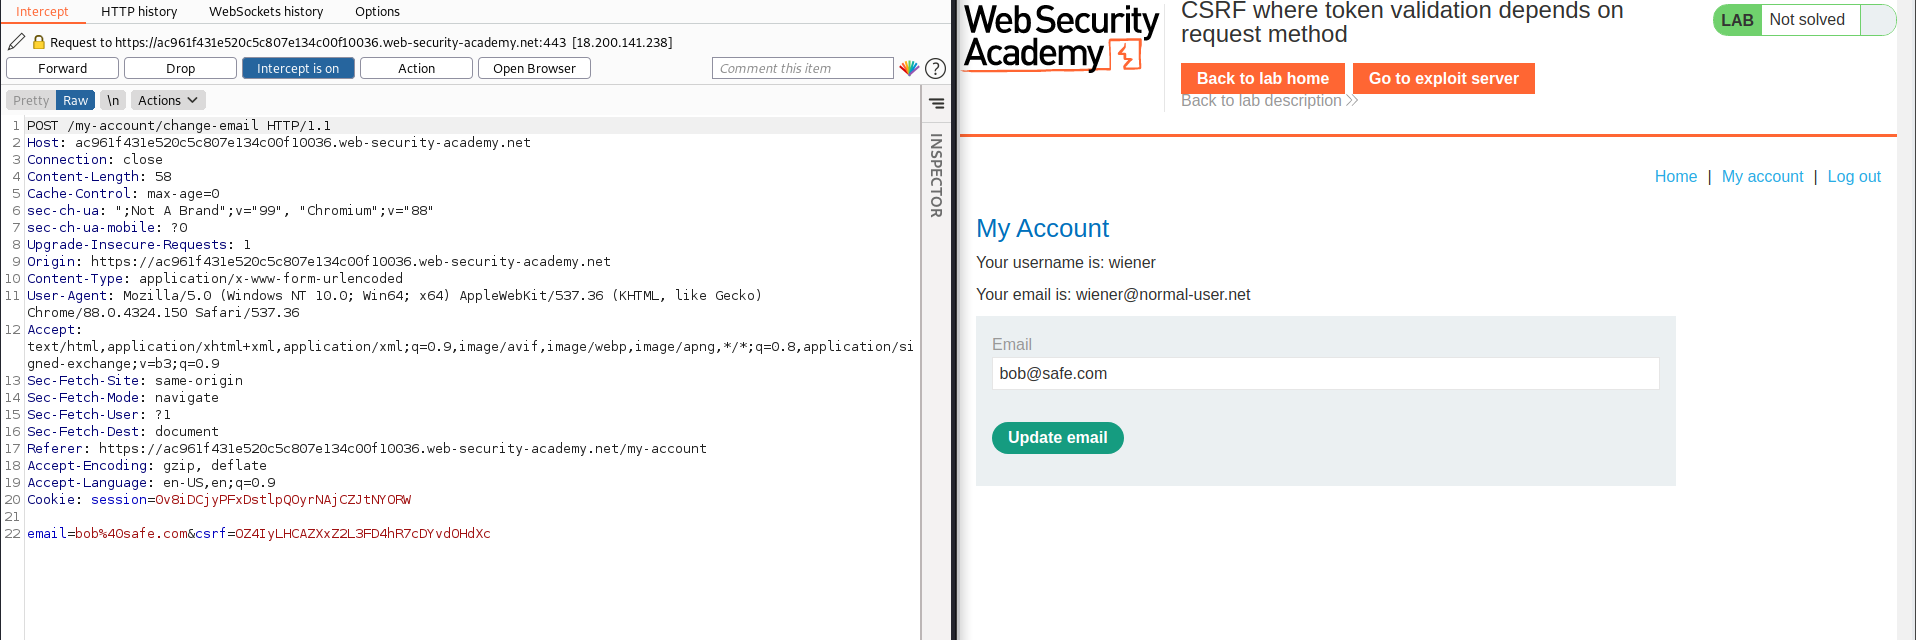 Intercept
HTTP history
WebSockets history
Options
Request to https://ac961f431e520c5c807e134c00f10036.web-security-academy.net:443 [18.200.141.238]
Forward
Drop
Intercept is on
Action
Open Browser
Comment this item
?
Pretty
Raw
\n
Actions
INSPECTOR
1 POST /my-account/change-email HTTP/1.1
2 Host: ac961f431e520c5c807e134c00f10036.web-security-academy.net
3 Connection: close
4 Content-Length: 58
5 Cache-Control: max-age=0
6 sec-ch-ua: ";Not A Brand";v="99", "Chromium";v="88"
7 sec-ch-ua-mobile: ?0
8 Upgrade-Insecure-Requests: 1
9 Origin: https://ac961f431e520c5c807e134c00f10036.web-security-academy.net
10 Content-Type: application/x-www-form-urlencoded
11 User-Agent: Mozilla/5.0 (Windows NT 10.0; Win64; x64) AppleWebKit/537.36 (KHTML, like Gecko)
Chrome/88.0.4324.150 Safari/537.36
12 Accept:
text/html,application/xhtml+xml,application/xml;q=0.9,image/avif,image/webp,image/apng,*/*;q=0.8,application/si
gned-exchange;v=b3;q=0.9
13 Sec-Fetch-Site: same-origin
14 Sec-Fetch-Mode: navigate
15 Sec-Fetch-User: ?1
16 Sec-Fetch-Dest: document
17 Referer: https://ac961f431e520c5c807e134c00f10036.web-security-academy.net/my-account
18 Accept-Encoding: gzip, deflate
19 Accept-Language: en-US,en;q=0.9
20 Cookie: session=0v8iDCjyPFxDstlpQOyrNAjCZJtNYORW
21
22 email=bob%40safe.com&csrf=OZ4IyLHCAZXxZ2L3FD4hR7cDYvdOHdXc
Web Security
Academy
CSRF where token validation depends on
request method
Back to lab home
Go to exploit server
Back to lab description
LAB
Not solved
Home | My account | Log out
My Account
Your username is: wiener
Your email is: wiener@normal-user.net
Email
bob@safe.com
Update email